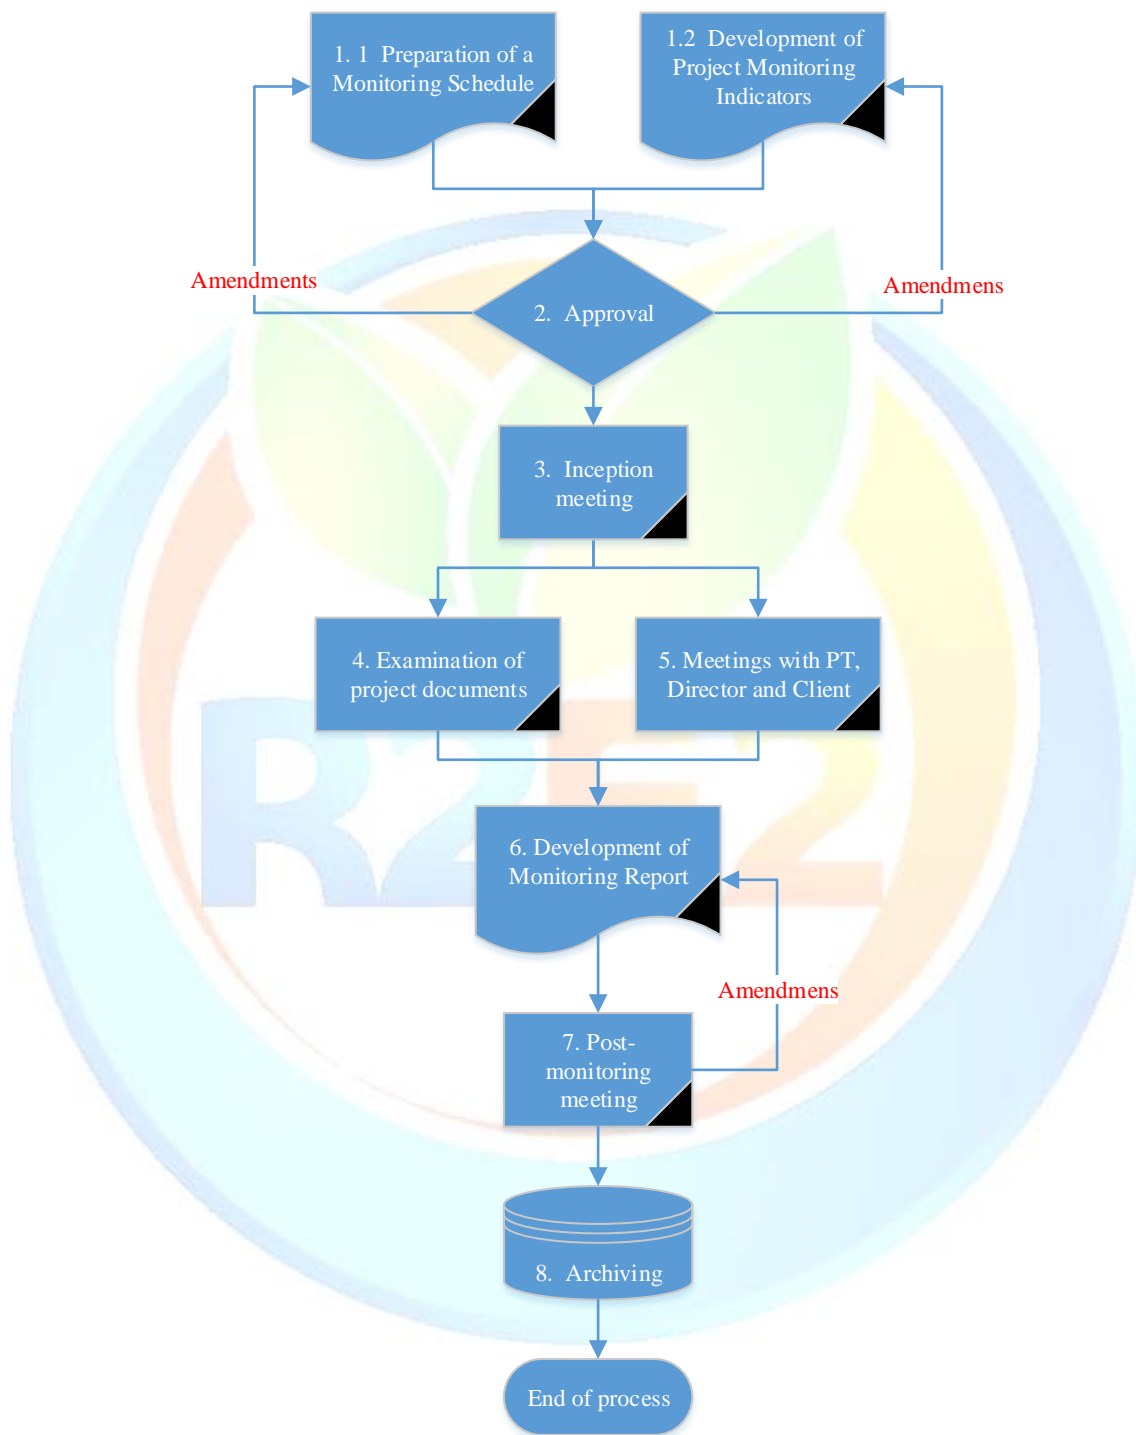 1. 1 Preparation of a
Monitoring Schedule
1.2 Development of
Project Monitoring
Indicators
Amendments
Amendmens
2. Approval
3. Inception
meeting
4. Examination of
project documents
5. Meetings with PT,
Director and Client
R2E2
6. Development of
Monitoring Report
Amendmens
7. Post-
monitoring
meeting
8. Archiving
End of process